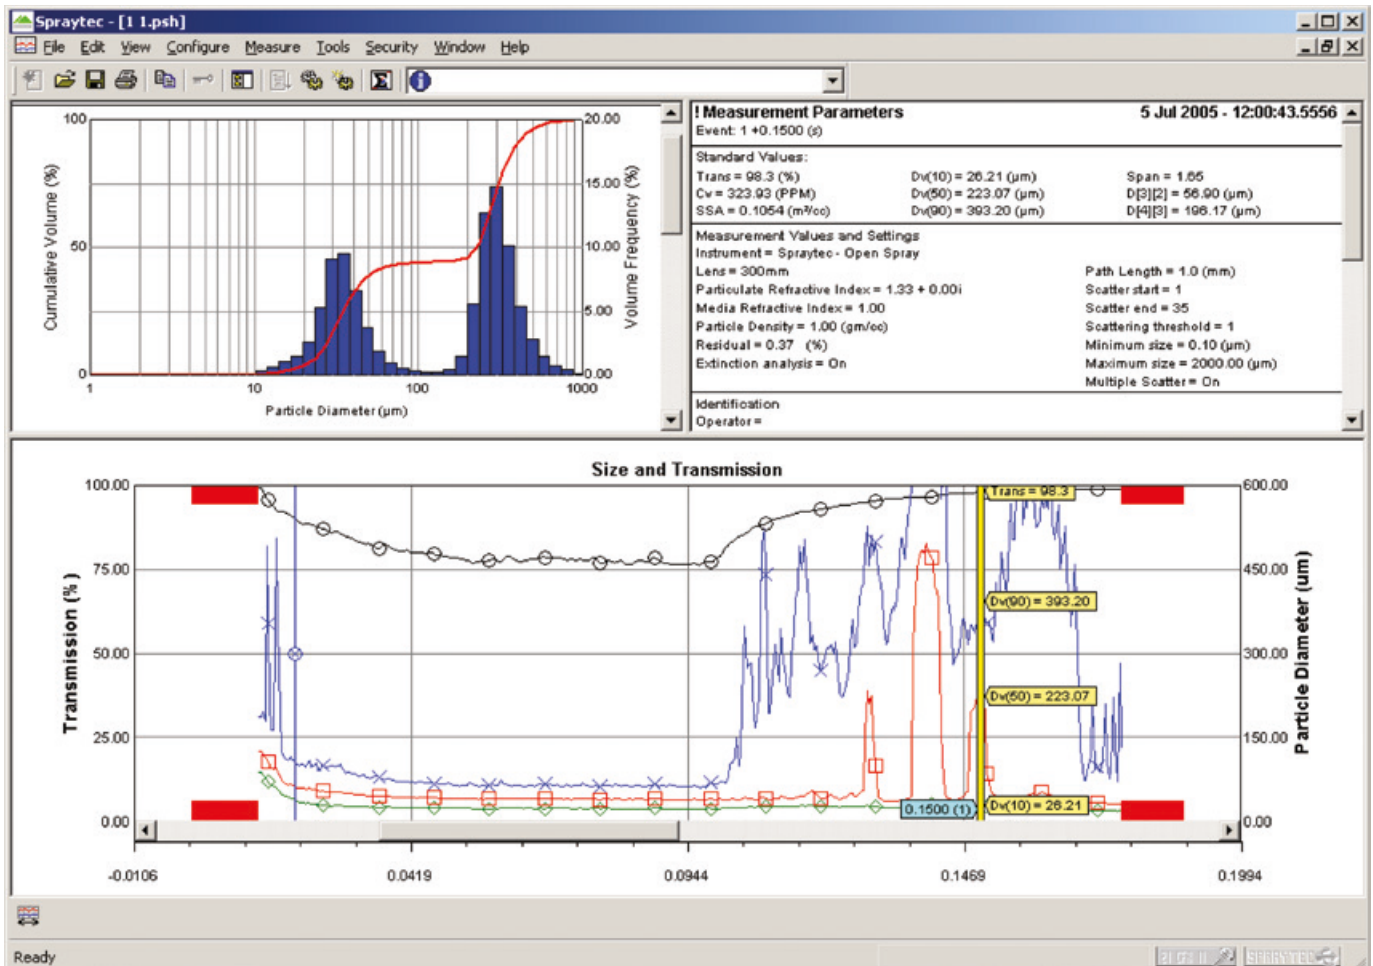 Spraytec - [1 1.psh]
File Edit View Configure Measure Tools Security Window Help
100
50
0
Cumulative Volume (%)
20.00
15.00
10.00
5.00
0.00
Volume Frequency (%)
1 10 100 1000
Particle Diameter (µm)
! Measurement Parameters 5 Jul 2005 - 12:00:43.5556
Event: 1 +0.1500 (s)
Standard Values:
Trans = 98.3 (%) Dv(10) = 26.21 (µm) Span = 1.65
Cv = 323.93 (PPM) Dv(50) = 223.07 (µm) D[3][2] = 56.90 (µm)
SSA = 0.1054 (m²/cc) Dv(90) = 393.20 (µm) D[4][3] = 196.17 (µm)
Measurement Values and Settings
Instrument = Spraytec - Open Spray
Lens = 300mm Path Length = 1.0 (mm)
Particulate Refractive Index = 1.33 + 0.00i Scatter start = 1
Media Refractive Index = 1.00 Scatter end = 35
Particle Density = 1.00 (gm/cc) Scattering threshold = 1
Residual = 0.37 (%) Minimum size = 0.10 (µm)
Extinction analysis = On Maximum size = 2000.00 (µm)
Multiple Scatter = On
Identification
Operator =
Size and Transmission
100.00
75.00
50.00
25.00
0.00
Transmission (%)
Trans = 98.3
Dv(90) = 393.20
Dv(50) = 223.07
0.1500 (1) Dv(10) = 26.21
600.00
450.00
300.00
150.00
0.00
Particle Diameter (um)
-0.0106 0.0419 0.0944 0.1469 0.1994
Ready
SPRAYTEC